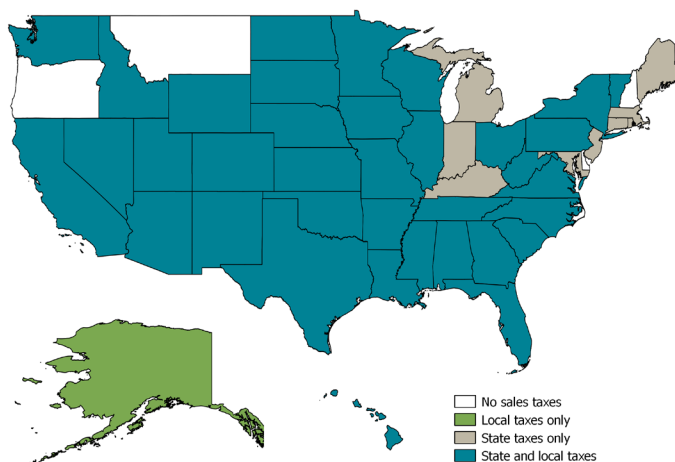 No sales taxes
Local taxes only
State taxes only
State and local taxes